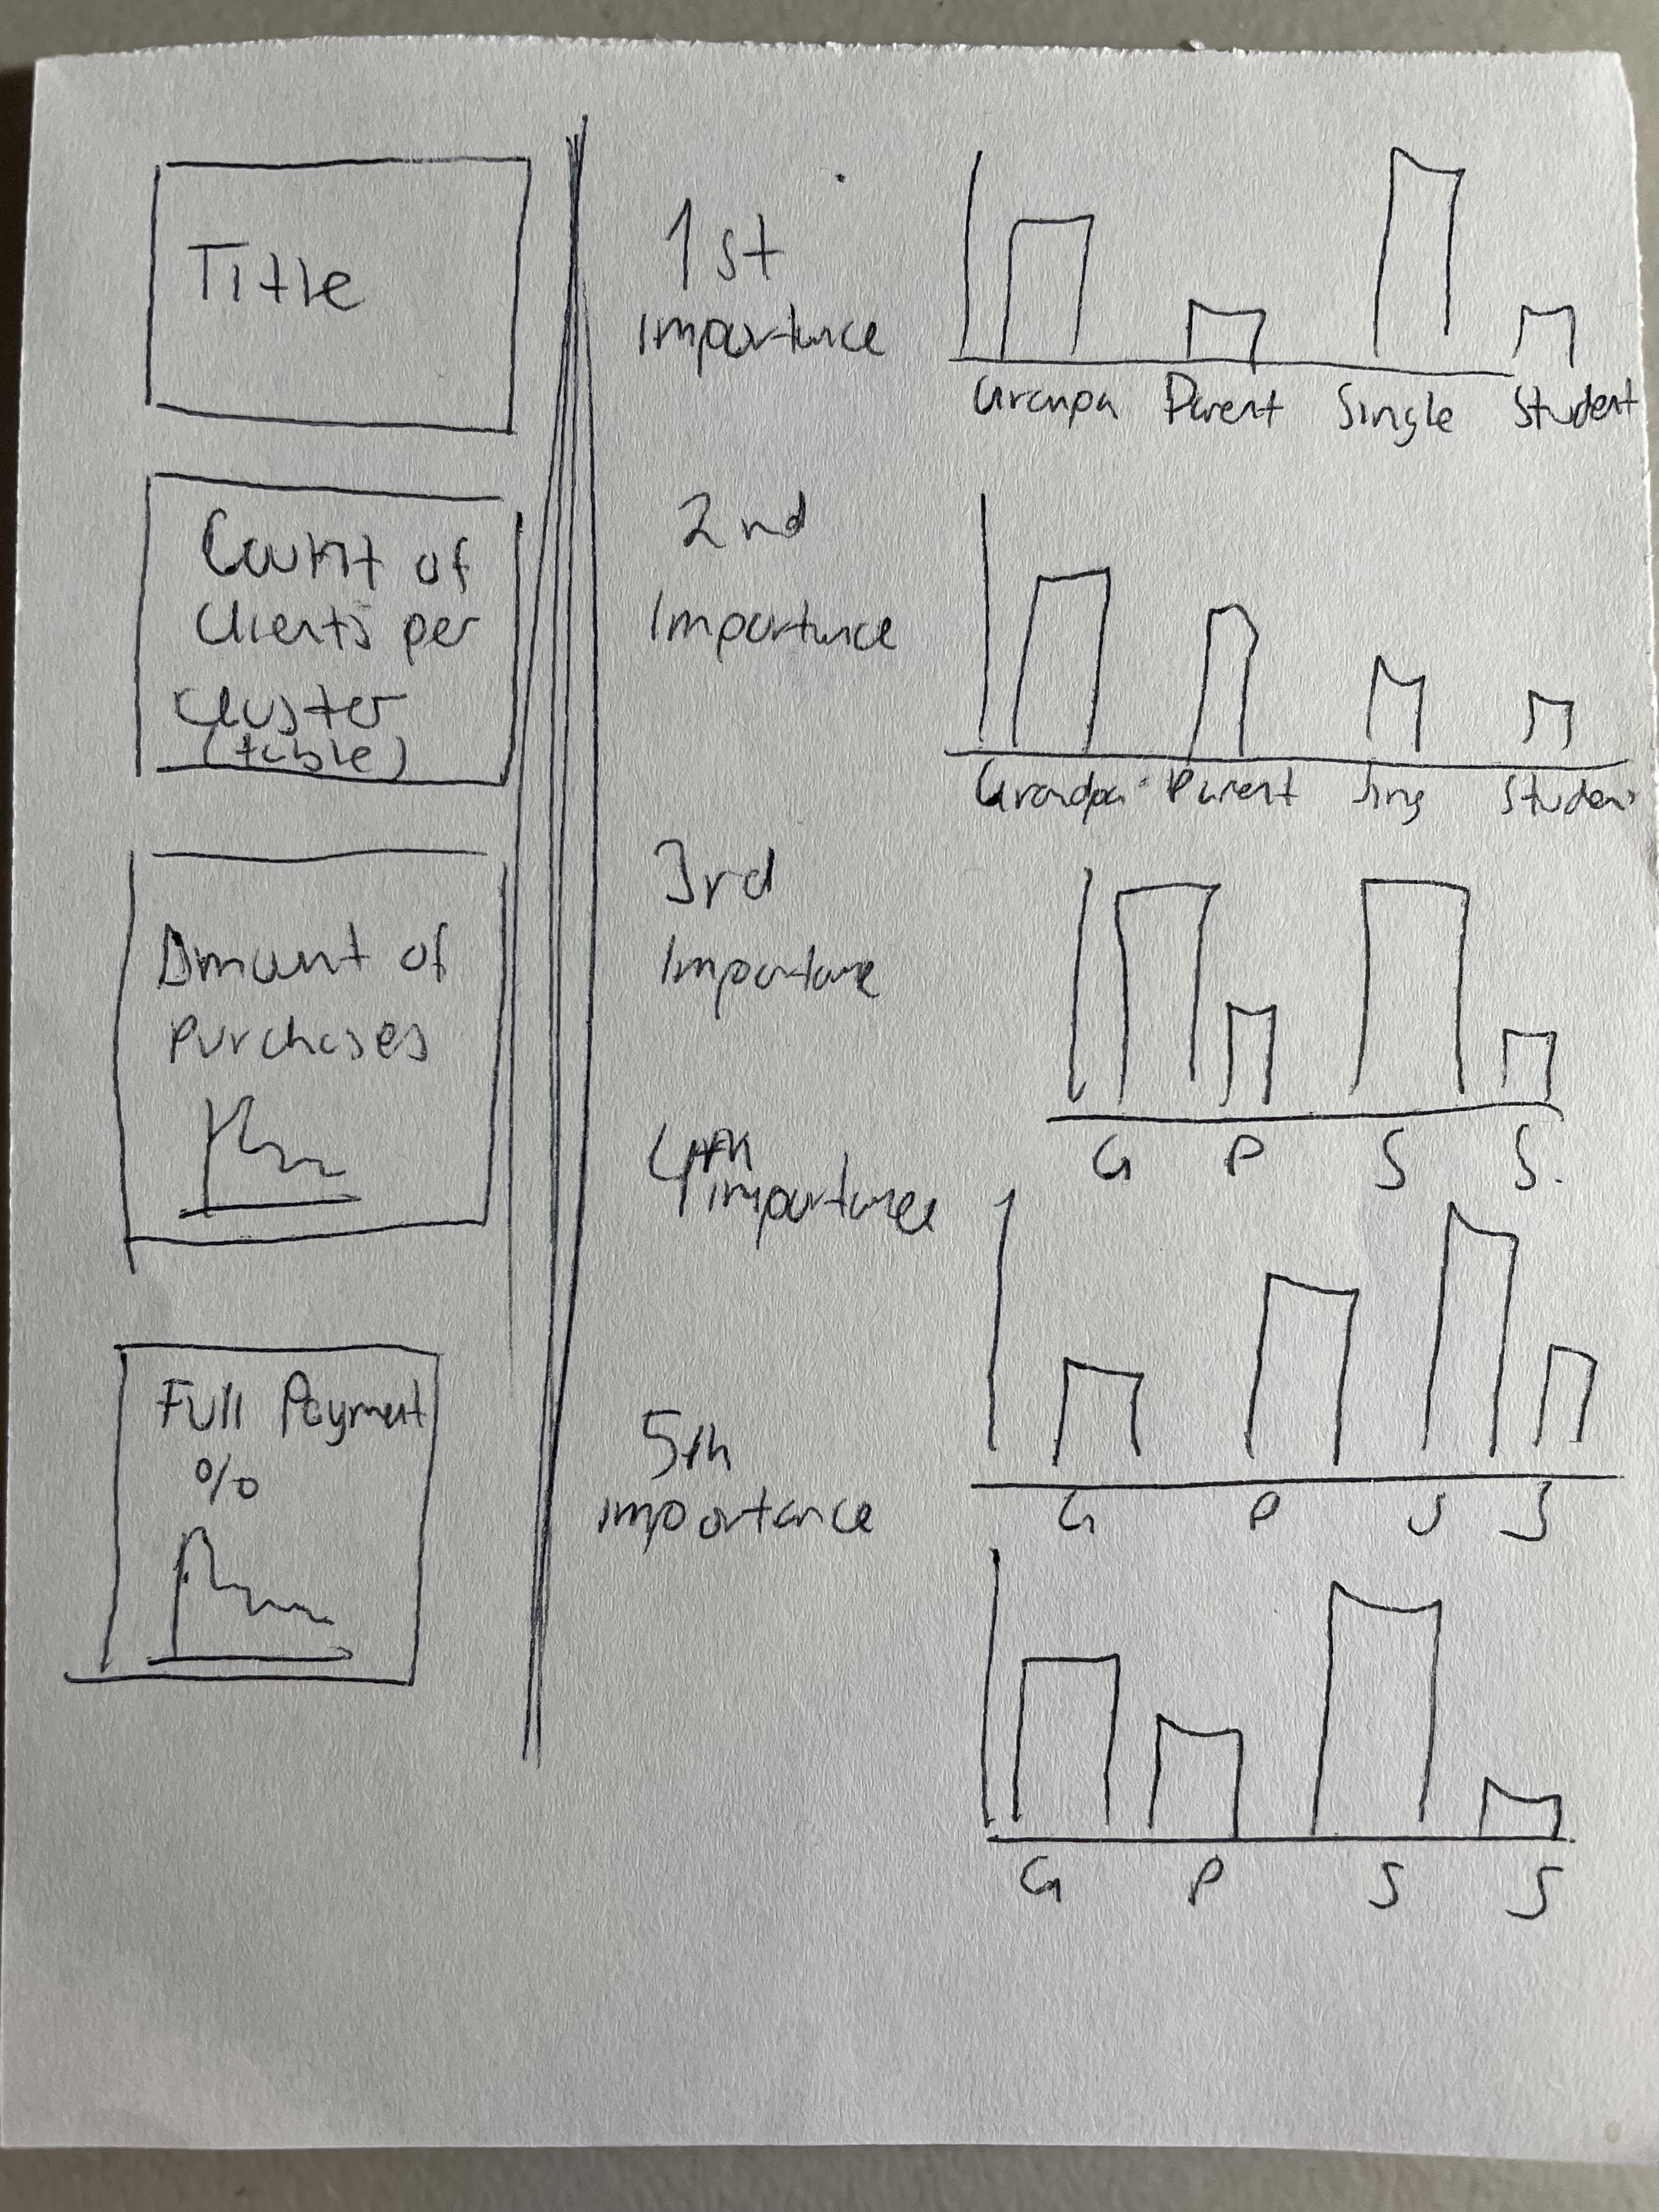 Title
Count of
Clients per
Cluster
(table)
Amount of
Purchases
Full Payment
%
1st
Importance
Granpa Parent Single Student
2nd
Importance
Grandpa Parent Sing Studen
3rd
Importance
G P S S.
4th
importance
G P S S
5th
importance
G P S S